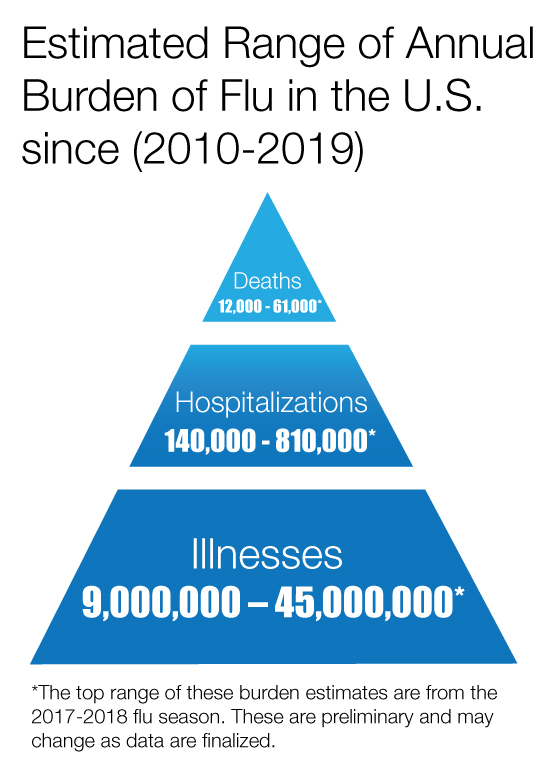 Estimated Range of Annual
Burden of Flu in the U.S.
since (2010-2019)
Deaths
12,000 - 61,000*
Hospitalizations
140,000 - 810,000*
Illnesses
9,000,000 – 45,000,000*
*The top range of these burden estimates are from the
2017-2018 flu season. These are preliminary and may
change as data are finalized.